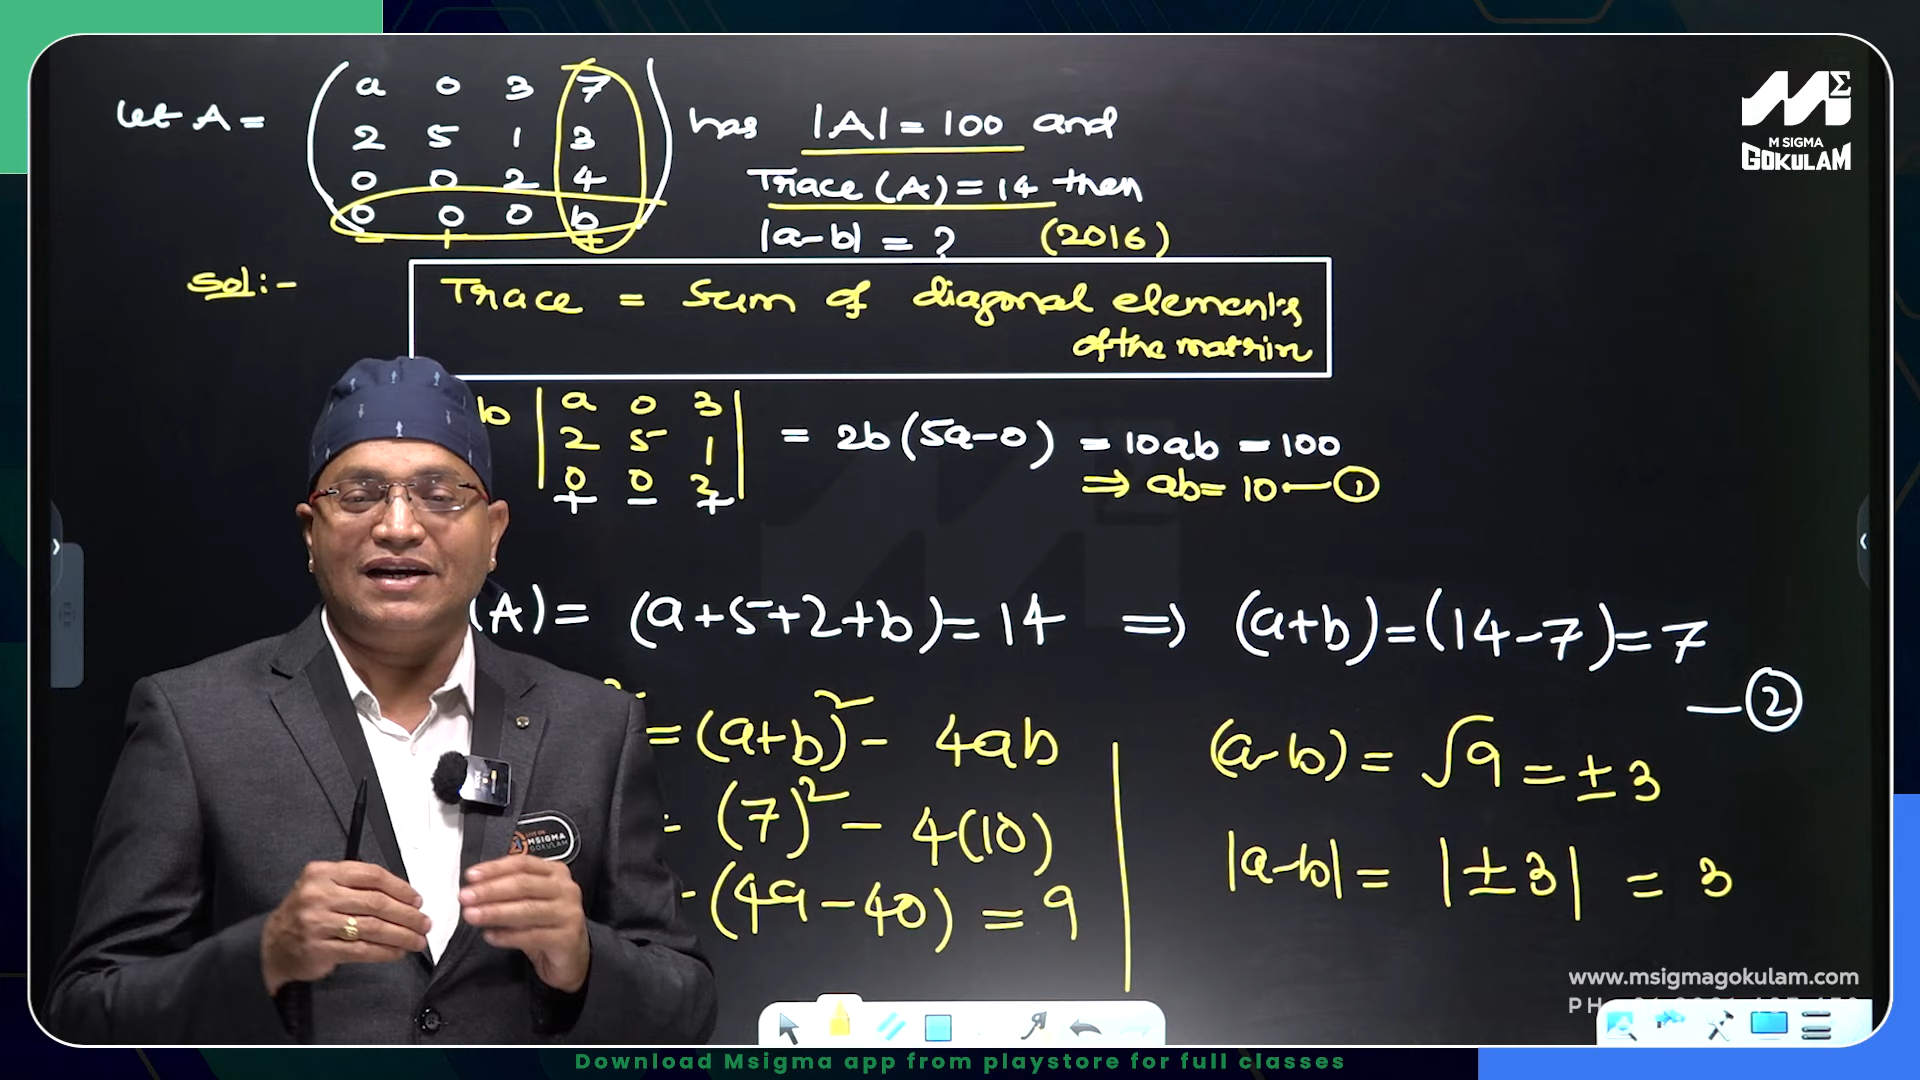 M Σ
M SIGMA
GOKULAM
let A = ( a 0 3 7
2 5 1 3
0 0 2 4
0 0 0 b ) has |A| = 100 and
Trace (A) = 14 then
|a-b| = ? (2016)
Sol:-
Trace = Sum of diagonal elements
of the matrix
b | a 0 3
2 5 1
0 0 2 | = 2b(5a-0) = 10ab = 100
+ - +
⇒ ab = 10 — ①
(A) = (a+5+2+b) = 14 ⇒ (a+b) = (14-7) = 7
— ②
= (a+b)² - 4ab
= (7)² - 4(10)
- (49-40) = 9
(a-b) = √9 = ±3
|a-b| = |±3| = 3
MSIGMA
GOKULAM
www.msigmagokulam.com
Download Msigma app from playstore for full classes